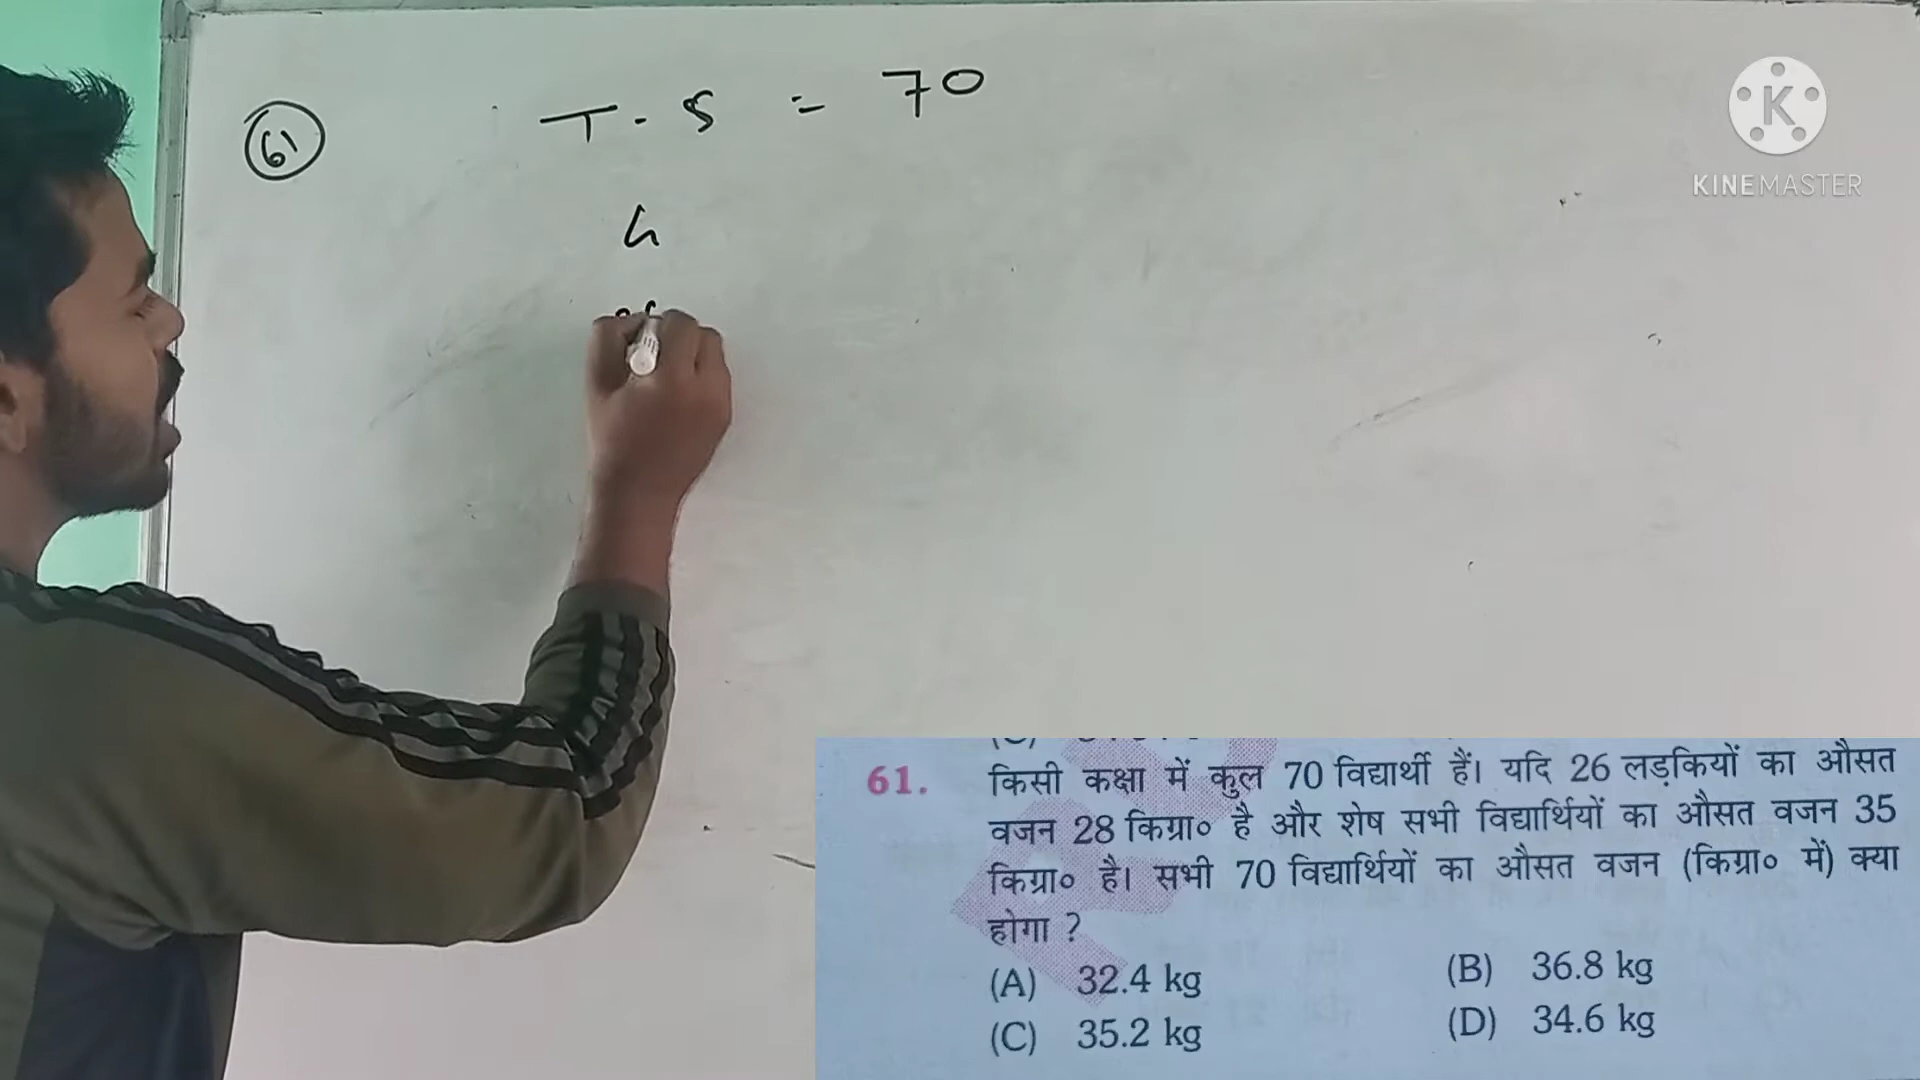 61
T. S = 70
G
KINEMASTER
61. किसी कक्षा में कुल 70 विद्यार्थी हैं। यदि 26 लड़कियों का औसत
वजन 28 किग्रा० है और शेष सभी विद्यार्थियों का औसत वजन 35
किग्रा० है। सभी 70 विद्यार्थियों का औसत वजन (किग्रा० में) क्या
होगा ?
(A) 32.4 kg (B) 36.8 kg
(C) 35.2 kg (D) 34.6 kg